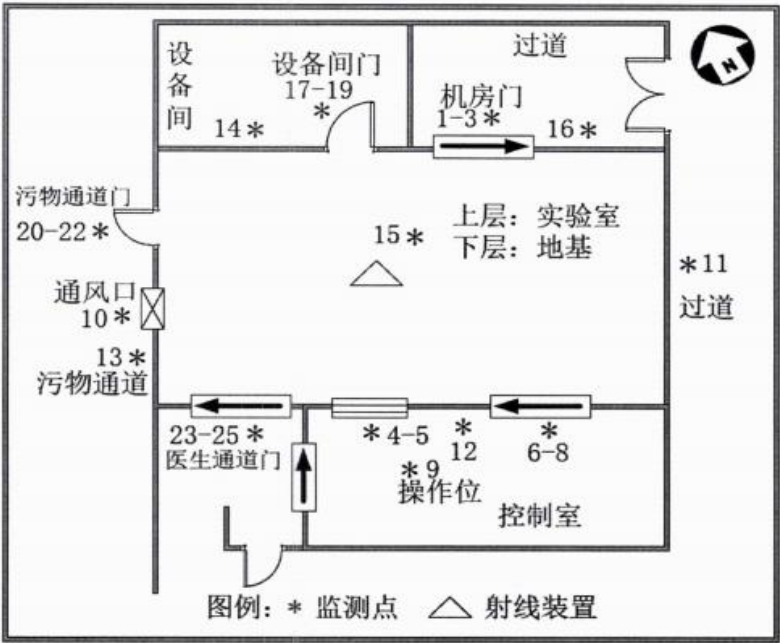 设备间
设备间门
17-19＊
14＊
过道
机房门
1-3＊
16＊
N
污物通道门
20-22＊
15＊
上层：实验室
下层：地基
＊11
过道
通风口
10＊
13＊
污物通道
23-25＊
医生通道门
＊4-5
＊
12
＊
6-8
＊9
操作位
控制室
图例：＊ 监测点 △ 射线装置